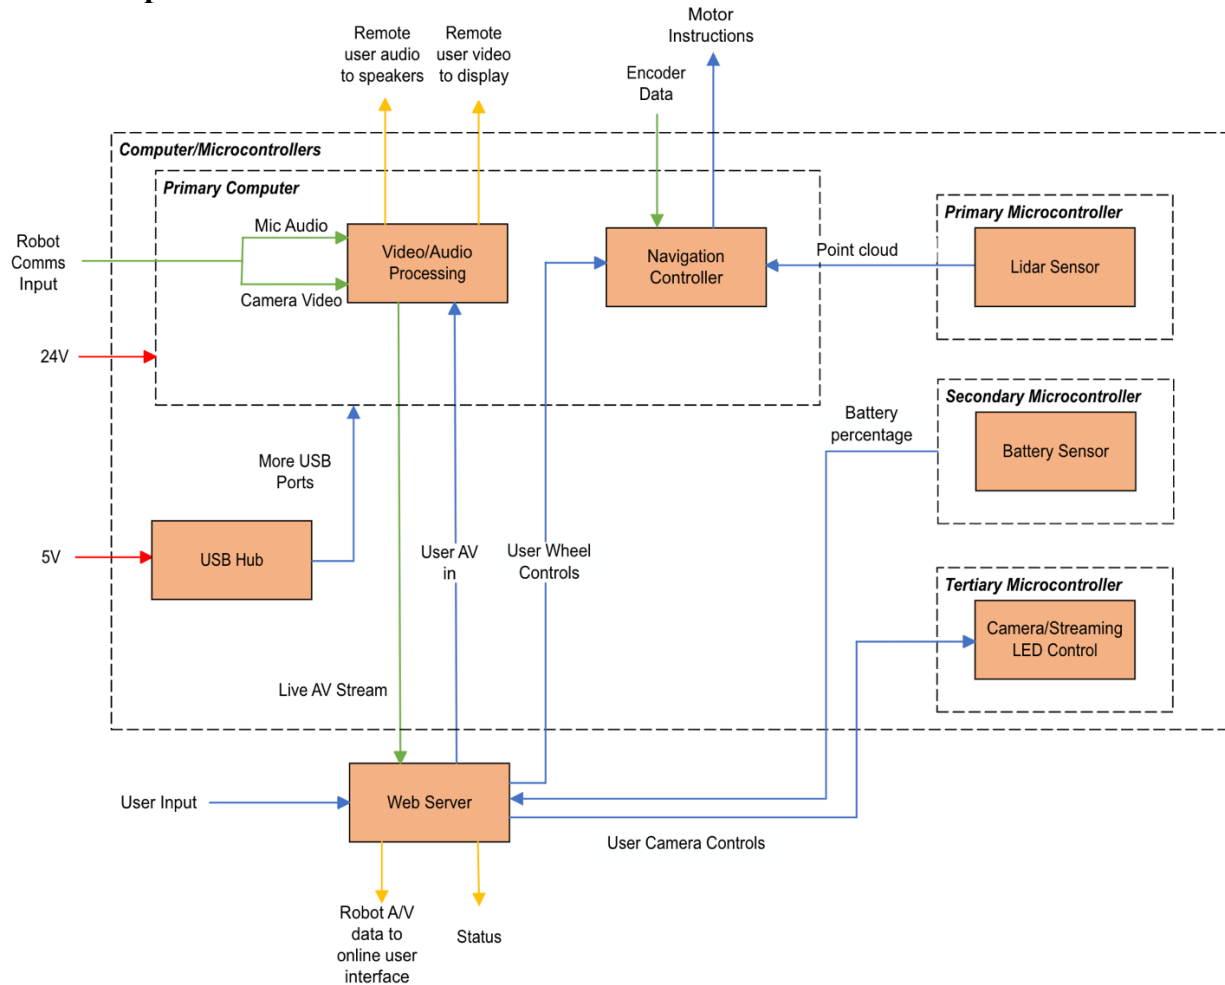 Motor
Instructions
Remote
user audio
to speakers
Remote
user video
to display
Encoder
Data
Computer/Microcontrollers
Primary Computer
Primary Microcontroller
Robot
Comms
Input
Mic Audio
Camera Video
Video/Audio
Processing
Navigation
Controller
Point cloud
Lidar Sensor
24V
Secondary Microcontroller
Battery
percentage
Battery Sensor
More USB
Ports
5V
USB Hub
User AV
in
User Wheel
Controls
Tertiary Microcontroller
Camera/Streaming
LED Control
Live AV Stream
User Input
Web Server
User Camera Controls
Robot A/V
data to
online user
interface
Status